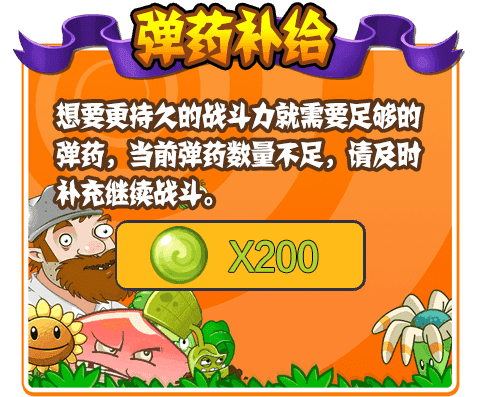 弹药补给
想要更持久的战斗力就需要足够的
弹药，当前弹药数量不足，请及时
补充继续战斗。
X200